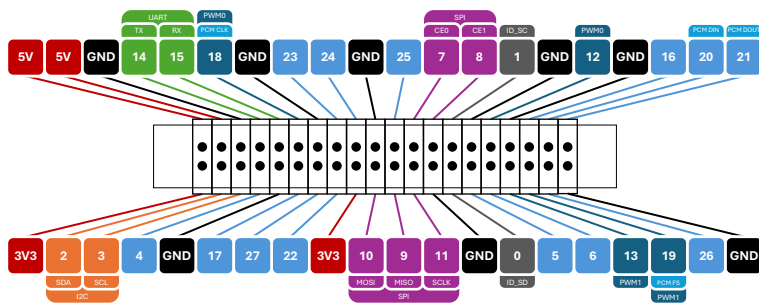 UART PWM0 SPI
TX RX PCM CLK CE0 CE1 ID_SC PWM0 PCM DIN PCM DOUT
5V 5V GND 14 15 18 GND 23 24 GND 25 7 8 1 GND 12 GND 16 20 21
3V3 2 3 4 GND 17 27 22 3V3 10 9 11 GND 0 5 6 13 19 26 GND
SDA SCL MOSI MISO SCLK ID_SD PWM1 PCM FS
I2C SPI PWM1